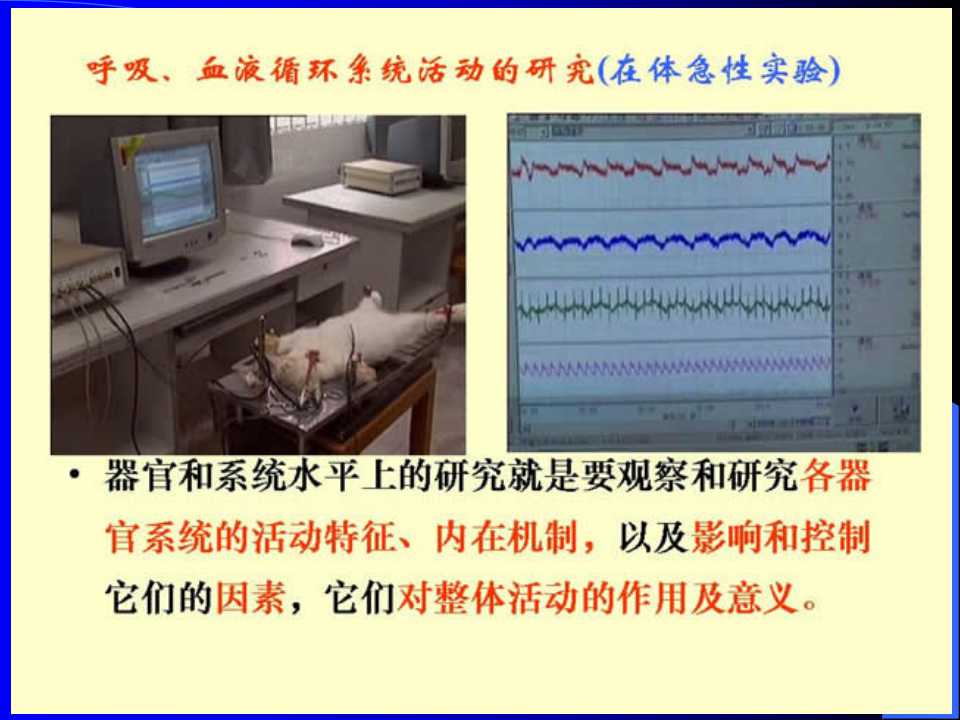 呼吸、血液循环系统活动的研究(在体急性实验)
• 器官和系统水平上的研究就是要观察和研究各器
官系统的活动特征、内在机制，以及影响和控制
它们的因素，它们对整体活动的作用及意义。